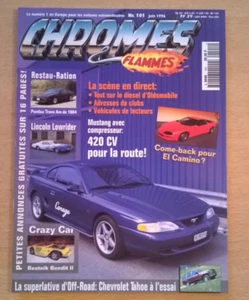 Le numéro 1 en Europe pour les voitures américaines
No. 101 juin 1996
CHROMES
& FLAMMES
Restau-Ration
Pontiac Trans Am de 1984
Lincoln Lowrider
La scène en direct:
• Tout sur le diesel d'Oldsmobile
• Adresses de clubs
• Véhicules de lecteurs
Mustang avec
compresseur:
420 CV
pour la route!
Come-back pour
El Camino?
PETITES ANNONCES GRATUITES SUR 16 PAGES!
Crazy Car
Beatnik Bandit II
La superlative d'Off-Road: Chevrolet Tahoe à l'essai